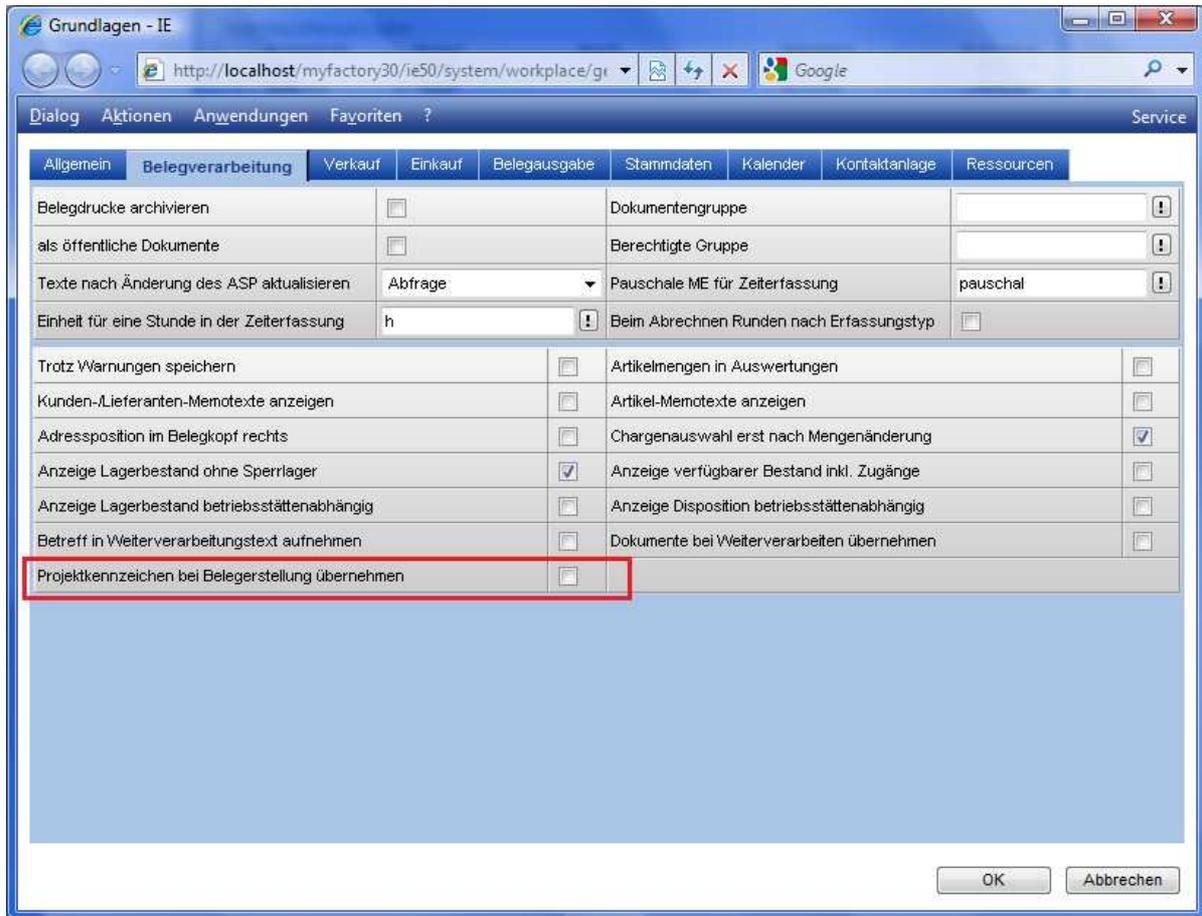 Grundlagen - IE
http://localhost/myfactory30/ie50/system/workplace/ge
Google
Dialog Aktionen Anwendungen Favoriten ? Service
Allgemein Belegverarbeitung Verkauf Einkauf Belegausgabe Stammdaten Kalender Kontaktanlage Ressourcen
Belegdrucke archivieren Dokumentengruppe !
als öffentliche Dokumente Berechtigte Gruppe !
Texte nach Änderung des ASP aktualisieren Abfrage Pauschale ME für Zeiterfassung pauschal !
Einheit für eine Stunde in der Zeiterfassung h ! Beim Abrechnen Runden nach Erfassungstyp
Trotz Warnungen speichern Artikelmengen in Auswertungen
Kunden-/Lieferanten-Memotexte anzeigen Artikel-Memotexte anzeigen
Adressposition im Belegkopf rechts Chargenauswahl erst nach Mengenänderung
Anzeige Lagerbestand ohne Sperrlager Anzeige verfügbarer Bestand inkl. Zugänge
Anzeige Lagerbestand betriebsstättenabhängig Anzeige Disposition betriebsstättenabhängig
Betreff in Weiterverarbeitungstext aufnehmen Dokumente bei Weiterverarbeiten übernehmen
Projektkennzeichen bei Belegerstellung übernehmen
OK Abbrechen